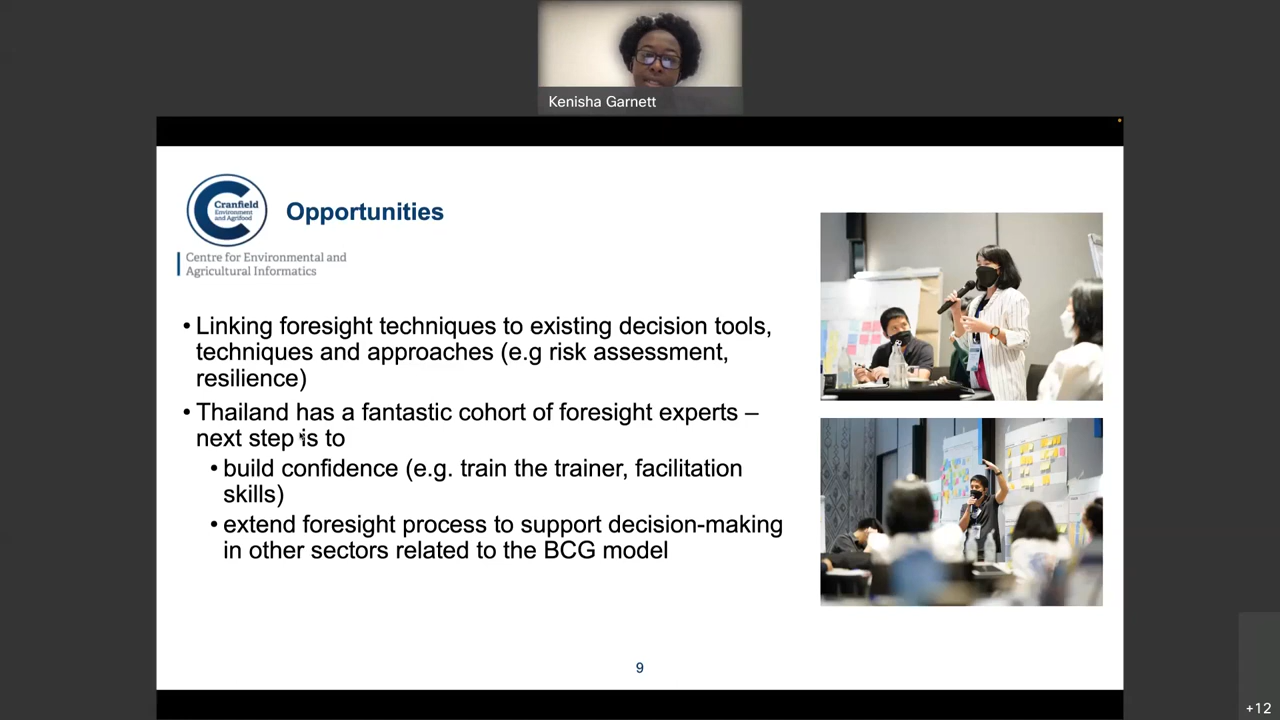 Kenisha Garnett
Cranfield
Environment
and Agrifood
Opportunities
Centre for Environmental and
Agricultural Informatics
• Linking foresight techniques to existing decision tools,
techniques and approaches (e.g risk assessment,
resilience)
• Thailand has a fantastic cohort of foresight experts –
next step is to
• build confidence (e.g. train the trainer, facilitation
skills)
• extend foresight process to support decision-making
in other sectors related to the BCG model
9
+12